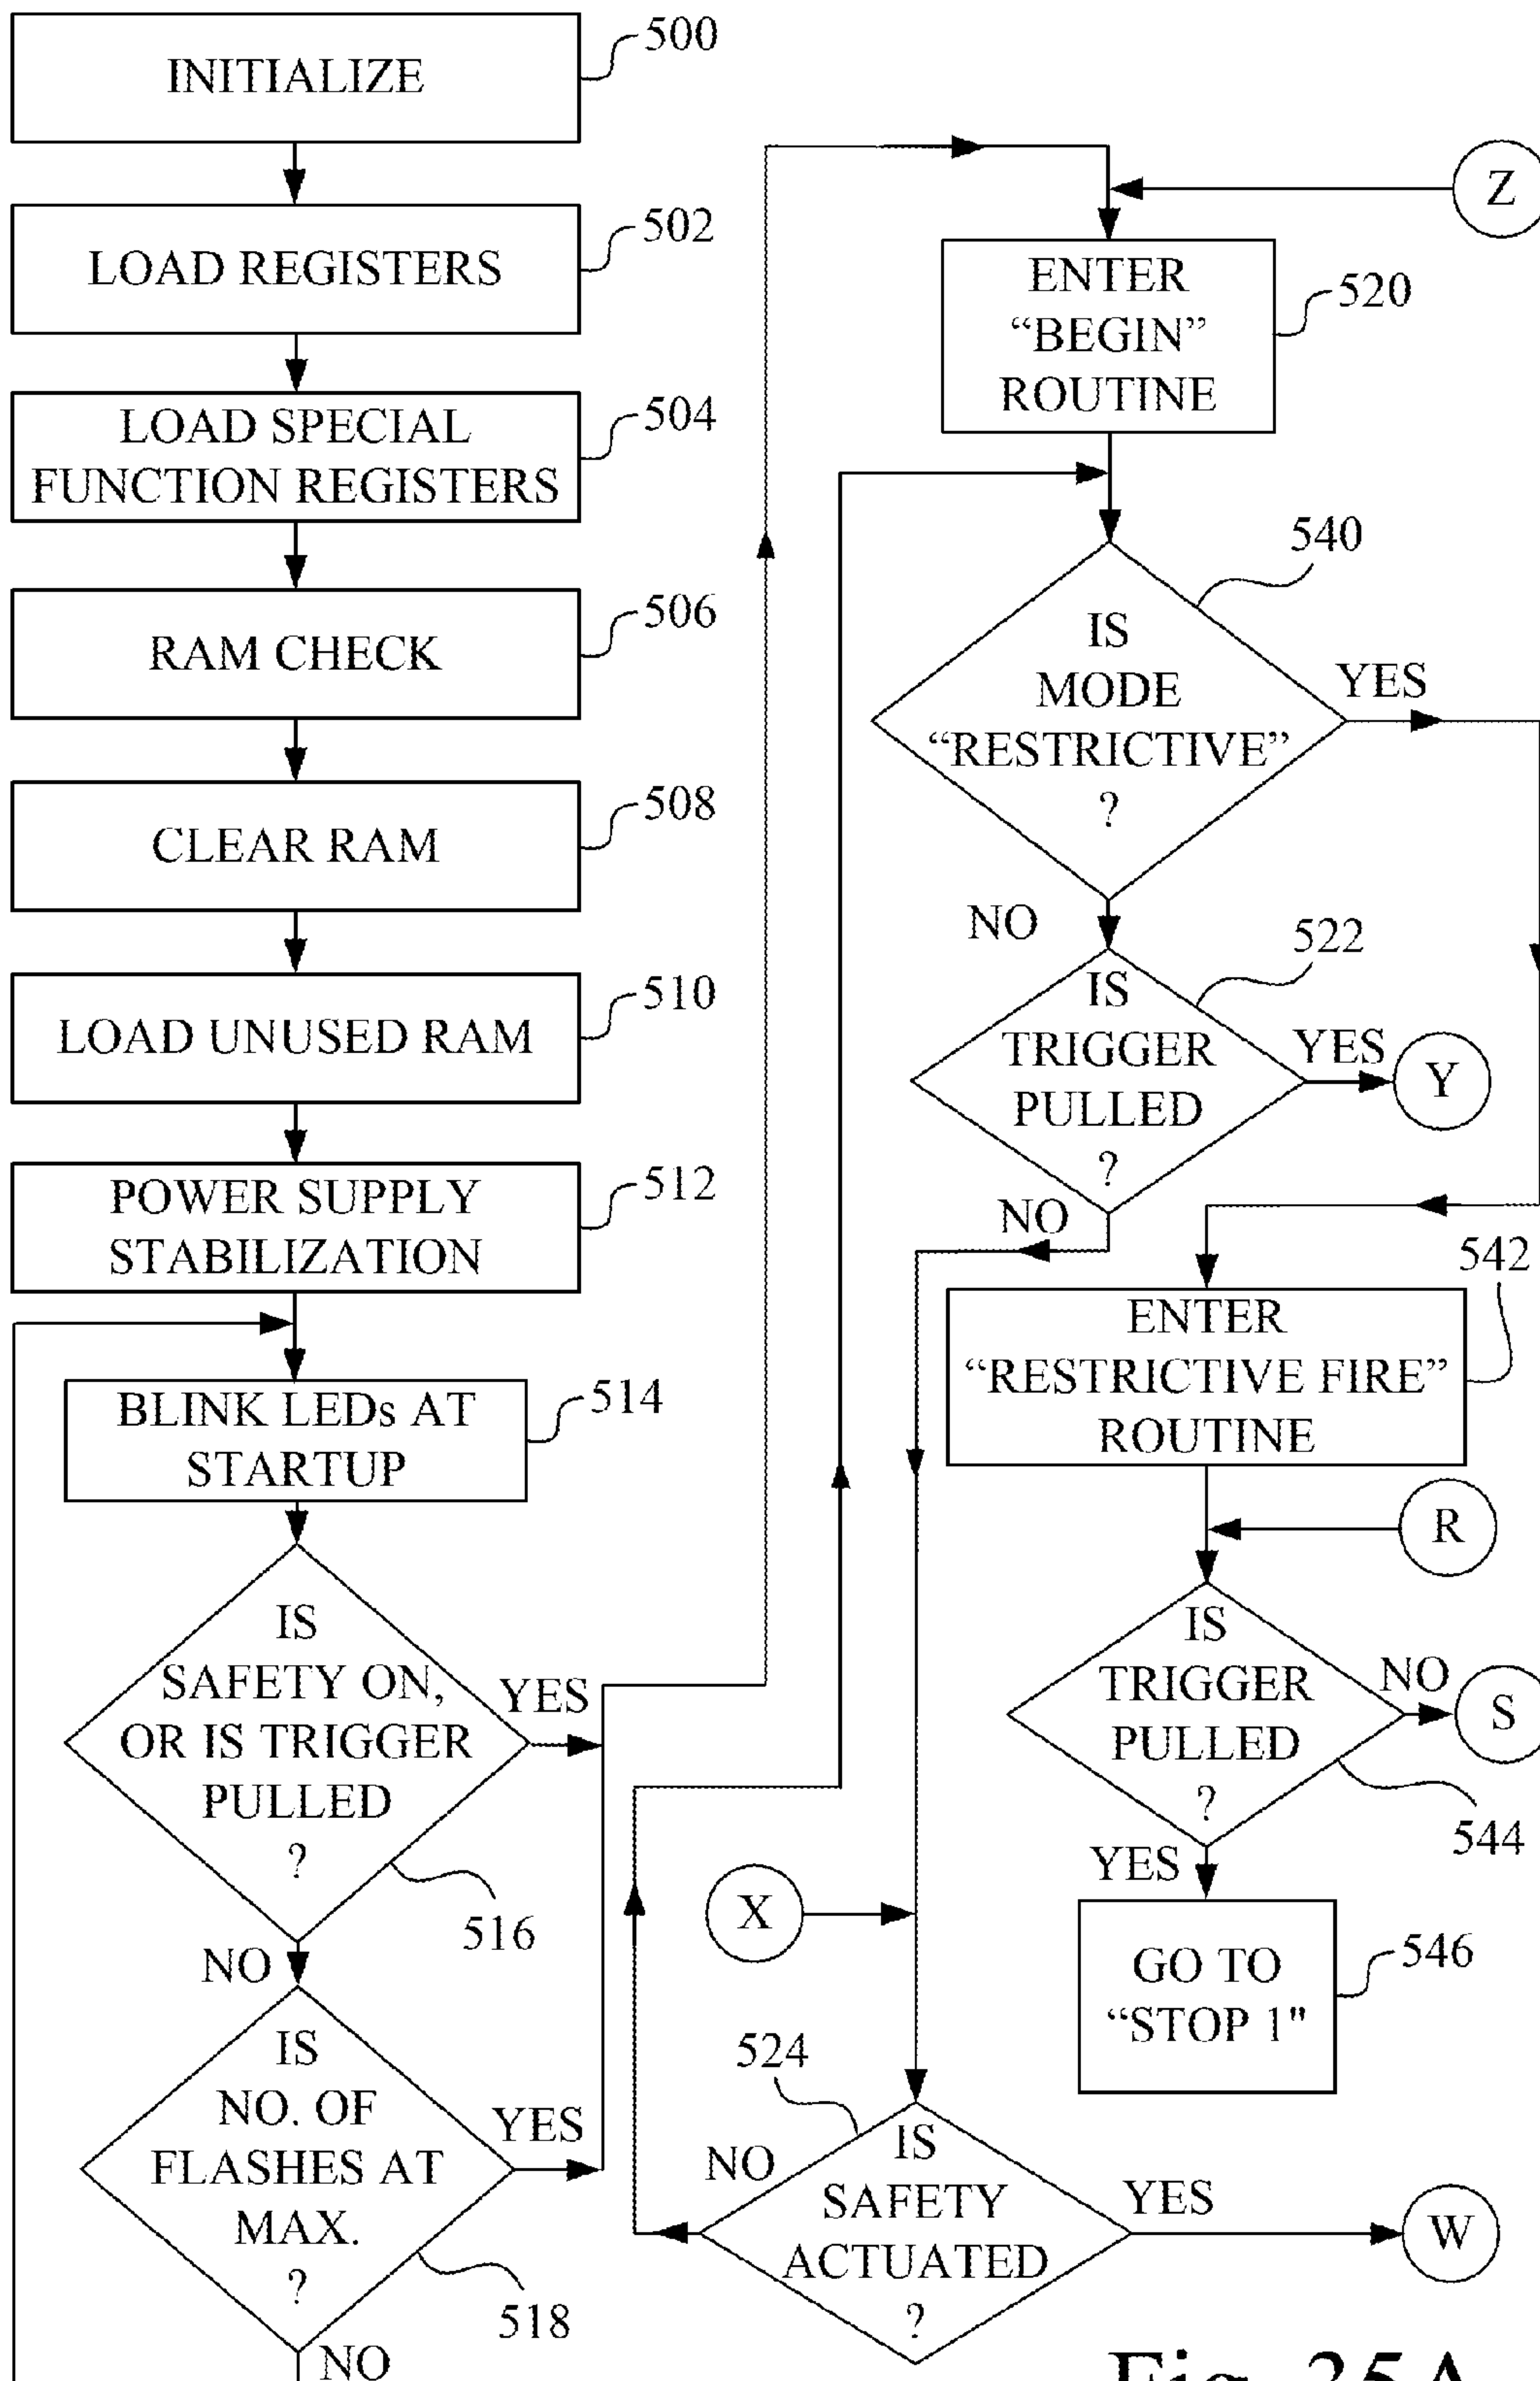 INITIALIZE
500
LOAD REGISTERS
502
LOAD SPECIAL
FUNCTION REGISTERS
504
RAM CHECK
506
CLEAR RAM
508
LOAD UNUSED RAM
510
POWER SUPPLY
STABILIZATION
512
BLINK LEDs AT
STARTUP
514
IS
SAFETY ON,
OR IS TRIGGER
PULLED
?
YES
516
NO
IS
NO. OF
FLASHES AT
MAX.
?
YES
518
NO
Z
ENTER
“BEGIN”
ROUTINE
520
540
IS
MODE
“RESTRICTIVE”
?
YES
NO
522
IS
TRIGGER
PULLED
?
YES
Y
NO
542
ENTER
“RESTRICTIVE FIRE”
ROUTINE
R
IS
TRIGGER
PULLED
?
NO
S
544
YES
X
GO TO
“STOP 1"
546
524
NO
IS
SAFETY
ACTUATED
?
YES
W
Fig. 35A